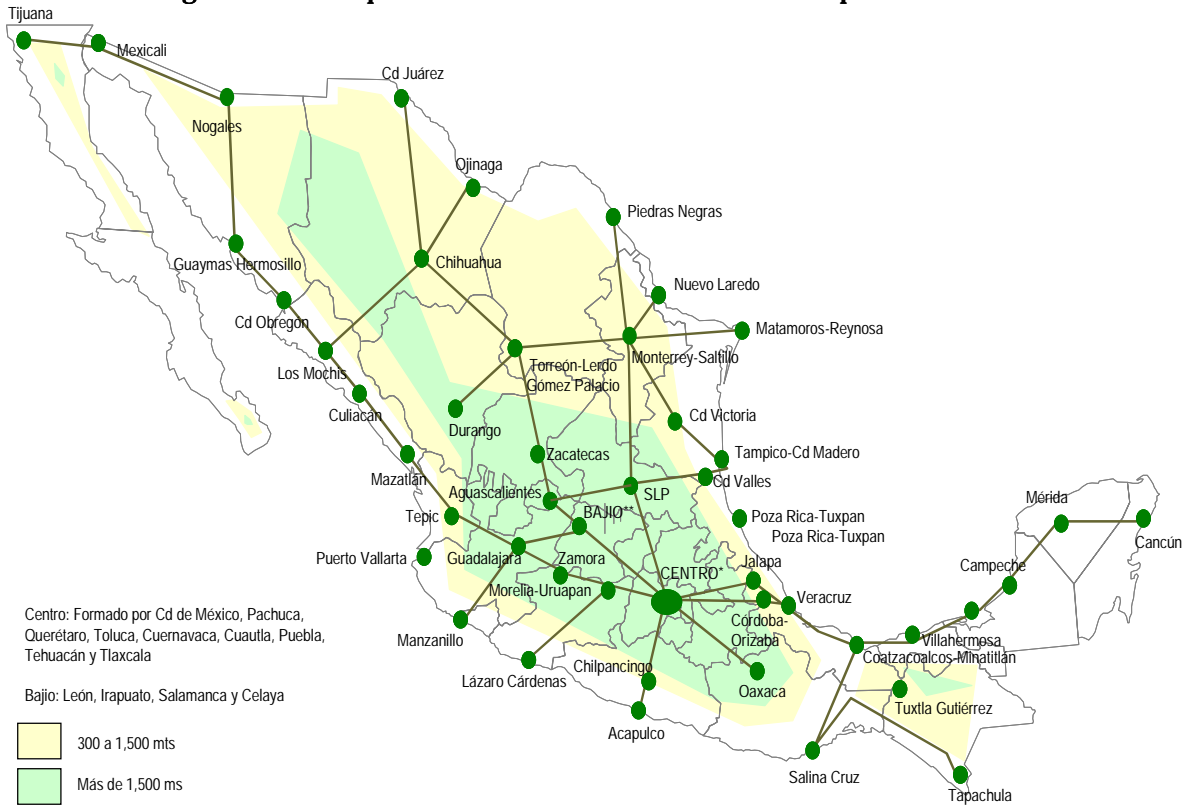 Tijuana
Mexicali
Cd Juárez
Nogales
Ojinaga
Piedras Negras
Guaymas Hermosillo
Chihuahua
Nuevo Laredo
Cd Obregón
Matamoros-Reynosa
Los Mochis
Torreón-Lerdo
Gómez Palacio
Monterrey-Saltillo
Culiacán
Durango
Cd Victoria
Mazatlán
Zacatecas
Tampico-Cd Madero
Cd Valles
Aguascalientes
SLP
Mérida
Tepic
BAJIO**
Poza Rica-Tuxpan
Poza Rica-Tuxpan
Cancún
Puerto Vallarta
Guadalajara
Zamora
CENTRO*
Jalapa
Campeche
Morelia-Uruapan
Veracruz
Centro: Formado por Cd de México, Pachuca,
Querétaro, Toluca, Cuernavaca, Cuautla, Puebla,
Tehuacán y Tlaxcala
Manzanillo
Córdoba-
Orizaba
Villahermosa
Coatzacoalcos-Minatitlán
Lázaro Cárdenas
Chilpancingo
Oaxaca
Bajio: León, Irapuato, Salamanca y Celaya
Tuxtla Gutiérrez
Acapulco
300 a 1,500 mts
Salina Cruz
Más de 1,500 ms
Tapachula